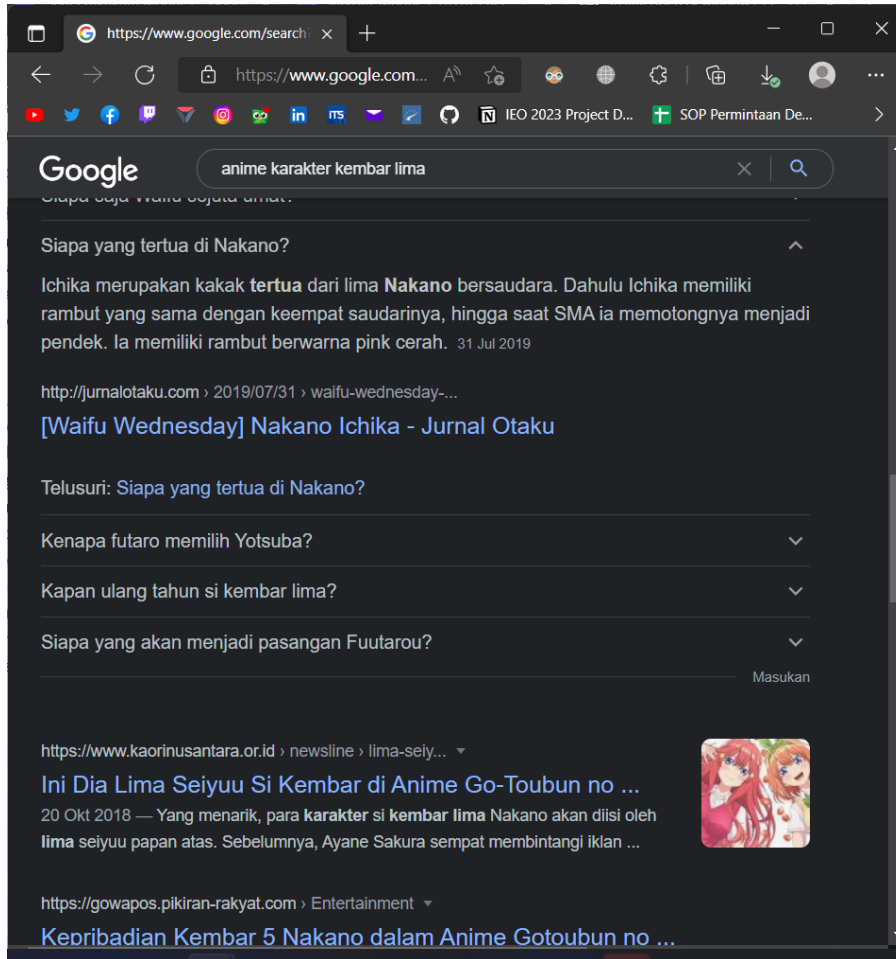 https://www.google.com/search
https://www.google.com...
in
ITS
IEO 2023 Project D...
SOP Permintaan De...
Google
anime karakter kembar lima
Siapa saja Waifu sejuta umat?
Siapa yang tertua di Nakano?
Ichika merupakan kakak tertua dari lima Nakano bersaudara. Dahulu Ichika memiliki
rambut yang sama dengan keempat saudarinya, hingga saat SMA ia memotongnya menjadi
pendek. Ia memiliki rambut berwarna pink cerah. 31 Jul 2019
http://jurnalotaku.com › 2019/07/31 › waifu-wednesday-...
[Waifu Wednesday] Nakano Ichika - Jurnal Otaku
Telusuri: Siapa yang tertua di Nakano?
Kenapa futaro memilih Yotsuba?
Kapan ulang tahun si kembar lima?
Siapa yang akan menjadi pasangan Fuutarou?
Masukan
https://www.kaorinusantara.or.id › newsline › lima-seiy...
Ini Dia Lima Seiyuu Si Kembar di Anime Go-Toubun no ...
20 Okt 2018 — Yang menarik, para karakter si kembar lima Nakano akan diisi oleh
lima seiyuu papan atas. Sebelumnya, Ayane Sakura sempat membintangi iklan ...
https://gowapos.pikiran-rakyat.com › Entertainment
Kepribadian Kembar 5 Nakano dalam Anime Gotoubun no ...